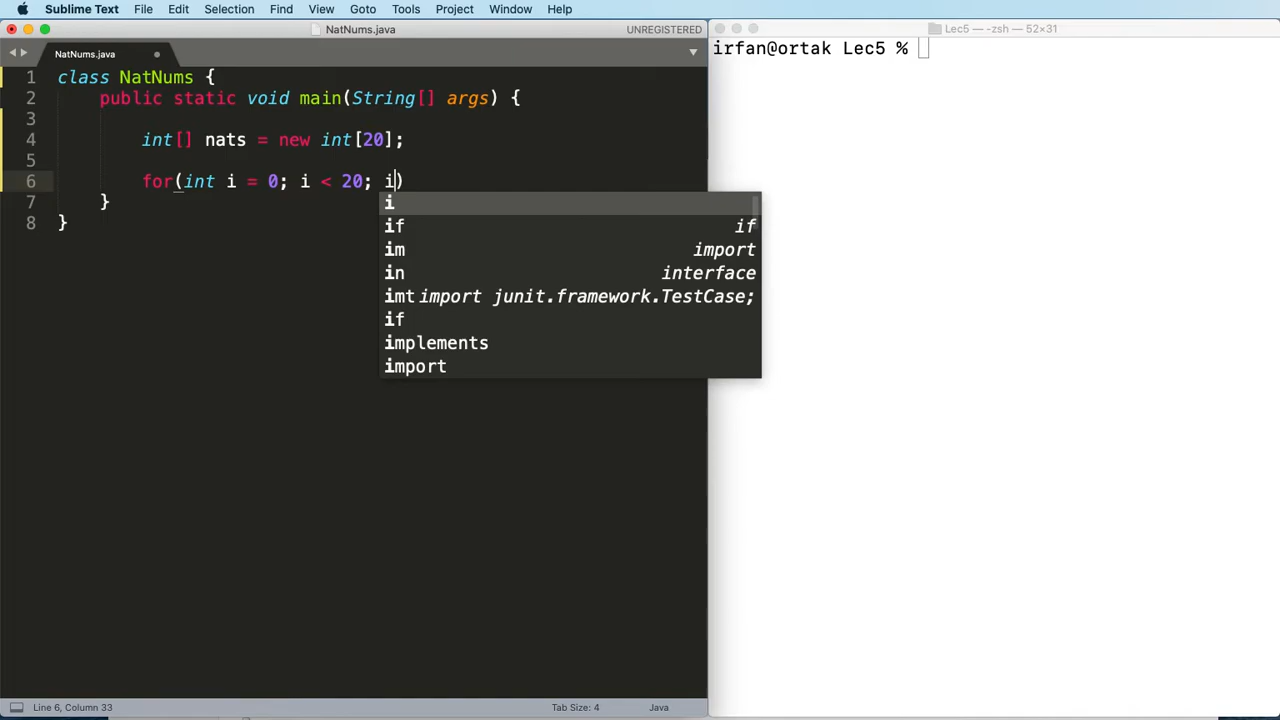 Sublime Text File Edit Selection Find View Goto Tools Project Window Help
NatNums.java UNREGISTERED
Lec5 — -zsh — 52×31
NatNums.java
irfan@ortak Lec5 %
1 class NatNums {
2 public static void main(String[] args) {
3
4 int[] nats = new int[20];
5
6 for(int i = 0; i < 20; i)
7 }
8 }
i
if if
im import
in interface
imt import junit.framework.TestCase;
if
implements
import
Line 6, Column 33 Tab Size: 4 Java